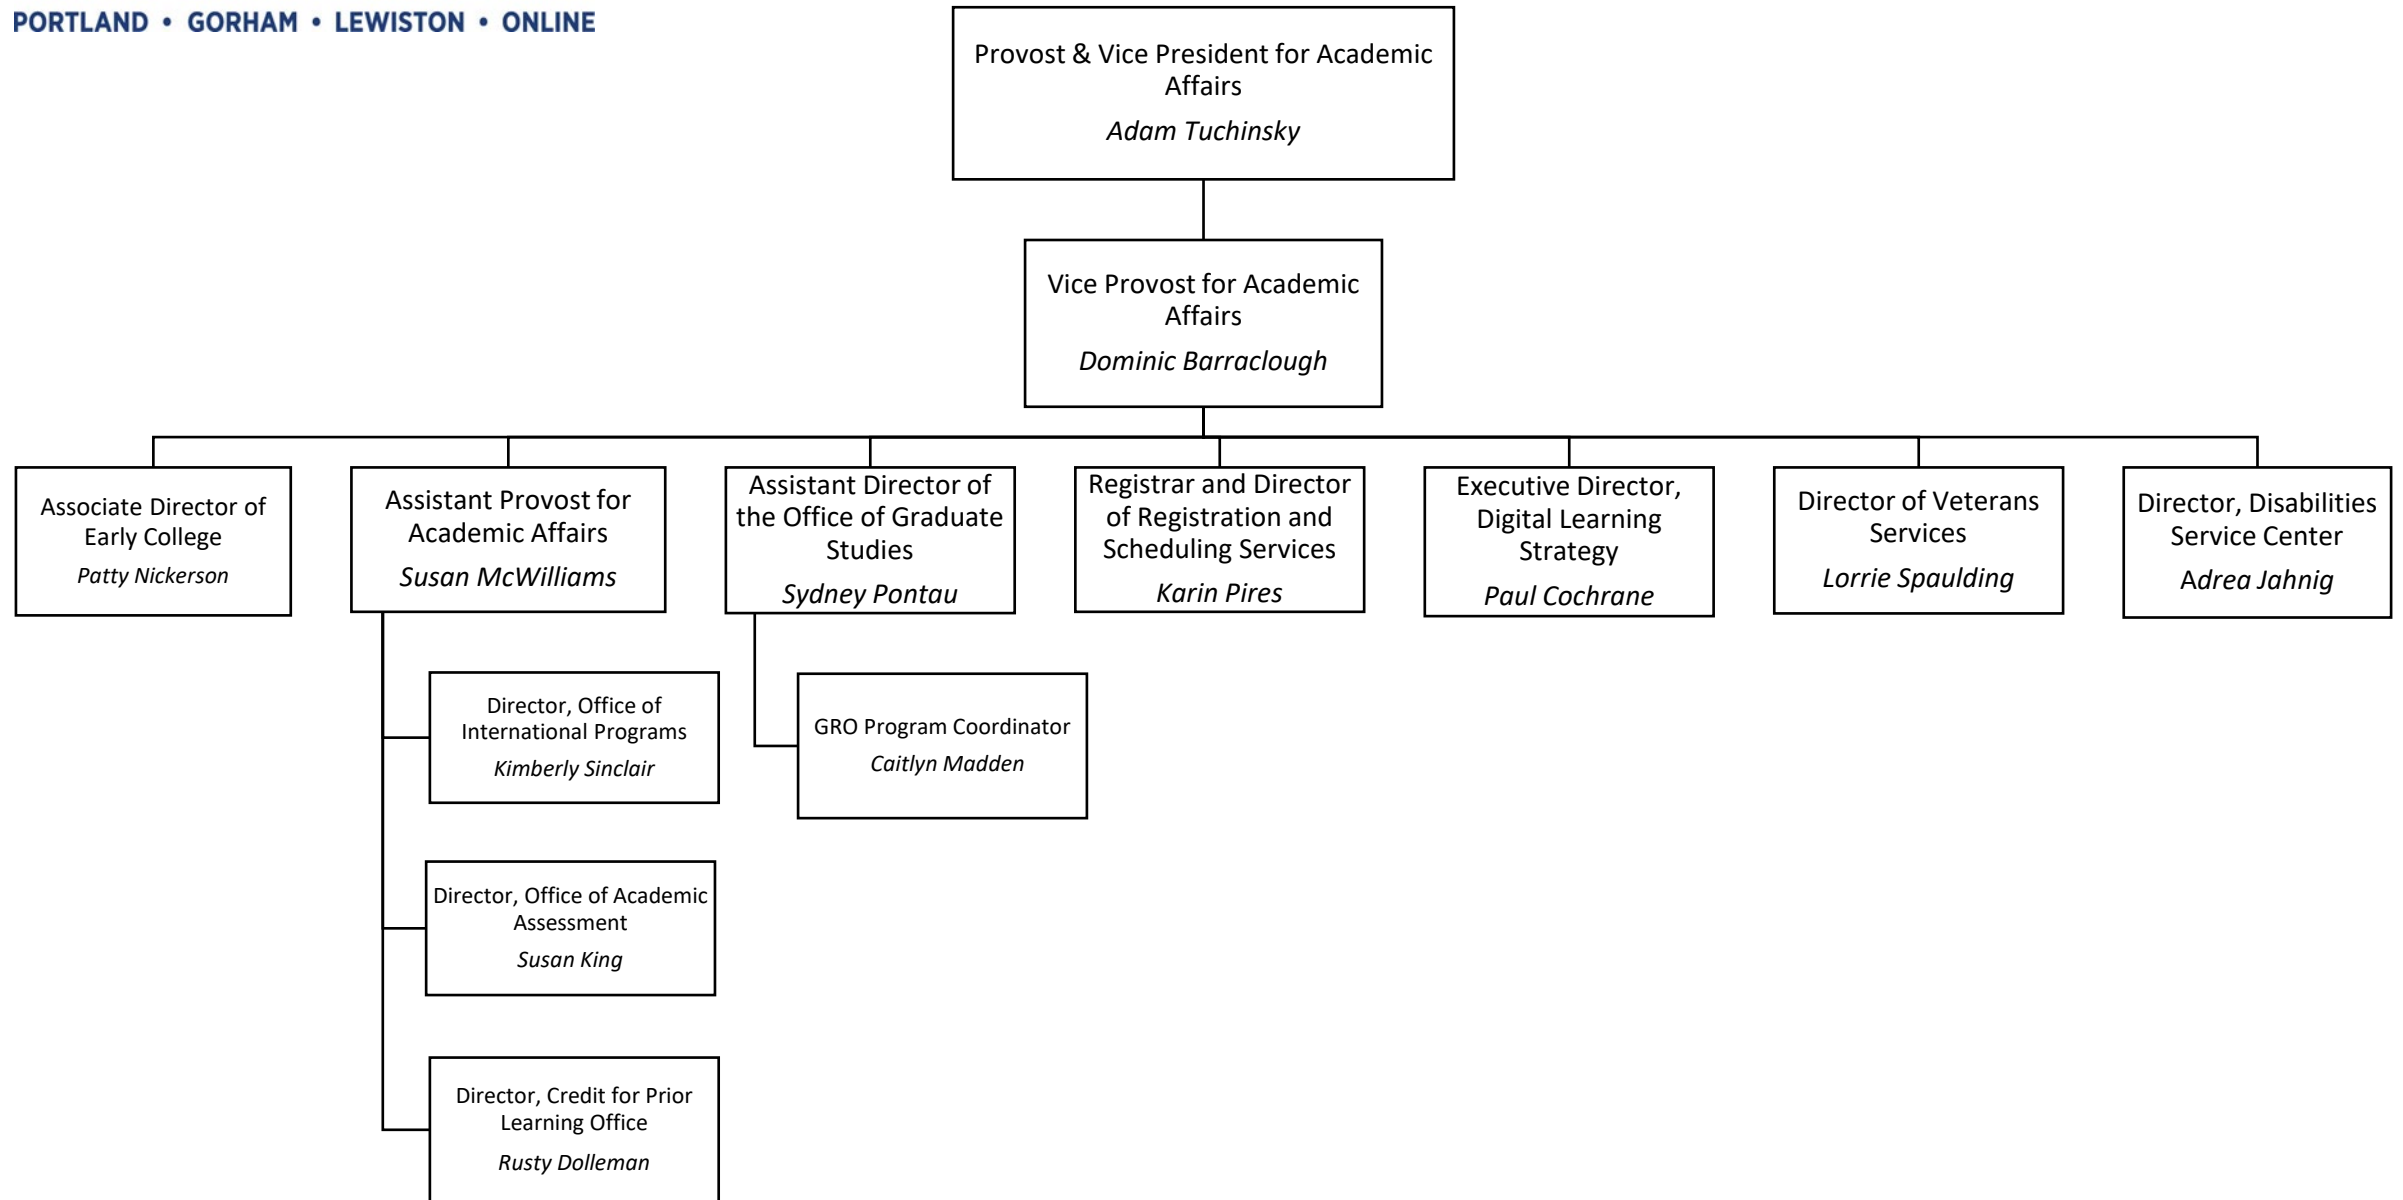 PORTLAND • GORHAM • LEWISTON • ONLINE
Provost & Vice President for Academic
Affairs
Adam Tuchinsky
Vice Provost for Academic
Affairs
Dominic Barraclough
Associate Director of
Early College
Patty Nickerson
Assistant Provost for
Academic Affairs
Susan McWilliams
Assistant Director of
the Office of Graduate
Studies
Sydney Pontau
Registrar and Director
of Registration and
Scheduling Services
Karin Pires
Executive Director,
Digital Learning
Strategy
Paul Cochrane
Director of Veterans
Services
Lorrie Spaulding
Director, Disabilities
Service Center
Adrea Jahnig
Director, Office of
International Programs
Kimberly Sinclair
GRO Program Coordinator
Caitlyn Madden
Director, Office of Academic
Assessment
Susan King
Director, Credit for Prior
Learning Office
Rusty Dolleman